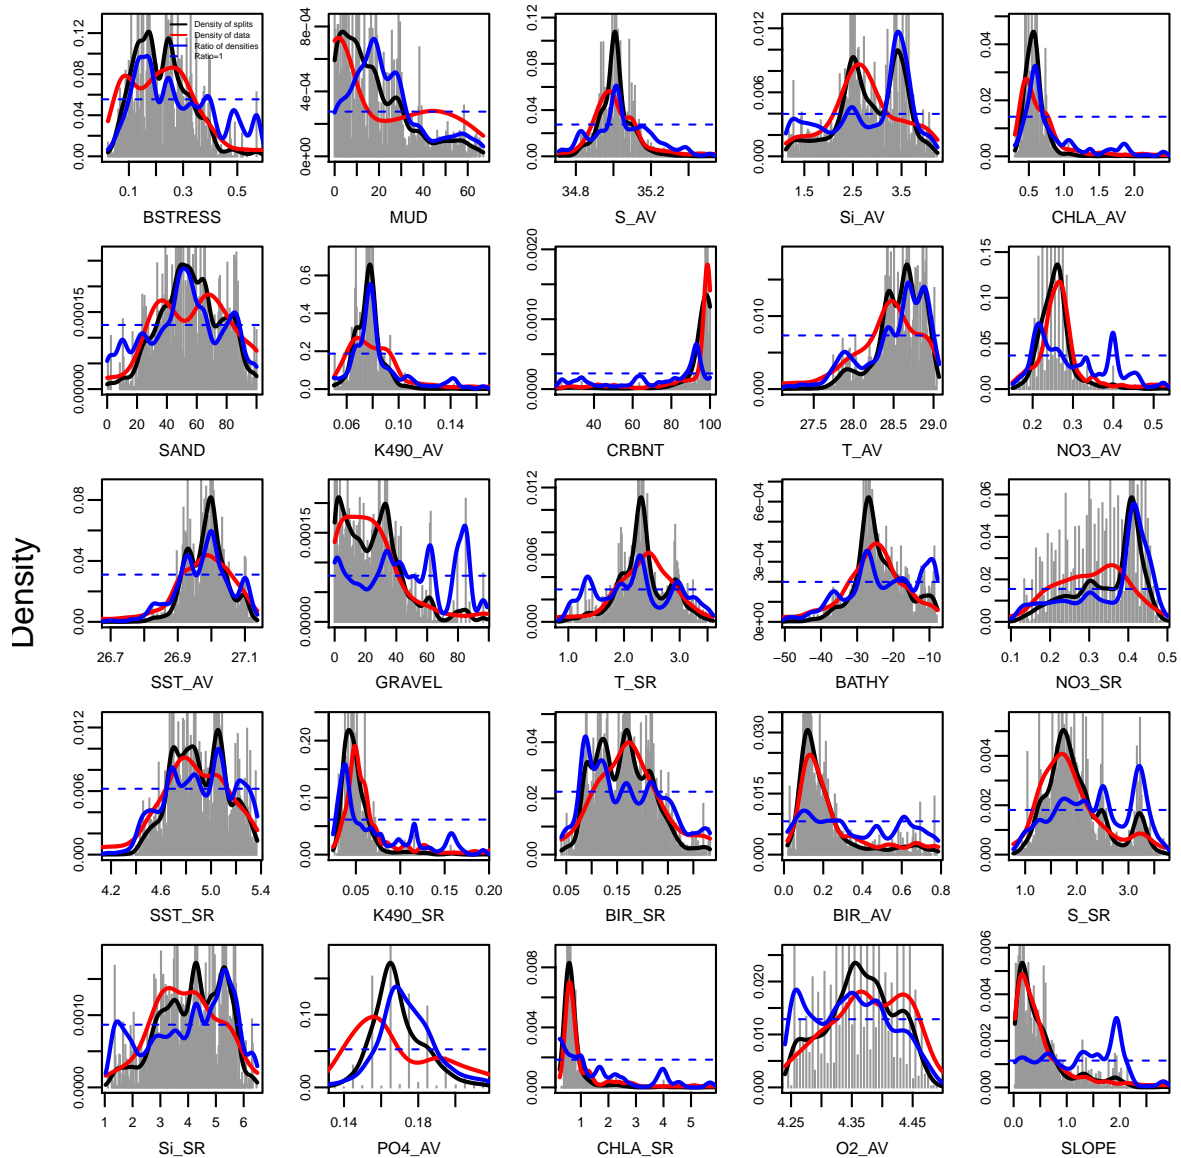 Density
Density of splits
Density of data
Ratio of densities
Ratio=1
0.00 0.04 0.08 0.12
0.1 0.3 0.5
BSTRESS
0e+00 4e-04 8e-04
0 20 40 60
MUD
0.00 0.04 0.08 0.12
34.8 35.2
S_AV
0.000 0.006 0.012
1.5 2.5 3.5
Si_AV
0.00 0.02 0.04
0.5 1.0 1.5 2.0
CHLA_AV
0.00000 0.00015
0 20 40 60 80
SAND
0.0 0.2 0.4 0.6
0.06 0.10 0.14
K490_AV
0.0000 0.0010 0.0020
40 60 80 100
CRBNT
0.000 0.010
27.5 28.0 28.5 29.0
T_AV
0.00 0.05 0.10 0.15
0.2 0.3 0.4 0.5
NO3_AV
0.00 0.04 0.08
26.7 26.9 27.1
SST_AV
0.00000 0.00015
0 20 40 60 80
GRAVEL
0.000 0.006 0.012
1.0 2.0 3.0
T_SR
0e+00 3e-04 6e-04
−50 −40 −30 −20 −10
BATHY
0.00 0.02 0.04 0.06
0.1 0.2 0.3 0.4 0.5
NO3_SR
0.000 0.006 0.012
4.2 4.6 5.0 5.4
SST_SR
0.00 0.10 0.20
0.05 0.10 0.15 0.20
K490_SR
0.00 0.02 0.04
0.05 0.15 0.25
BIR_SR
0.000 0.015 0.030
0.0 0.2 0.4 0.6 0.8
BIR_AV
0.000 0.002 0.004
1.0 2.0 3.0
S_SR
0.0000 0.0010
1 2 3 4 5 6
Si_SR
0.00 0.10
0.14 0.18
PO4_AV
0.000 0.004 0.008
1 2 3 4 5
CHLA_SR
0.000 0.010 0.020
4.25 4.35 4.45
O2_AV
0.000 0.002 0.004 0.006
0.0 1.0 2.0
SLOPE